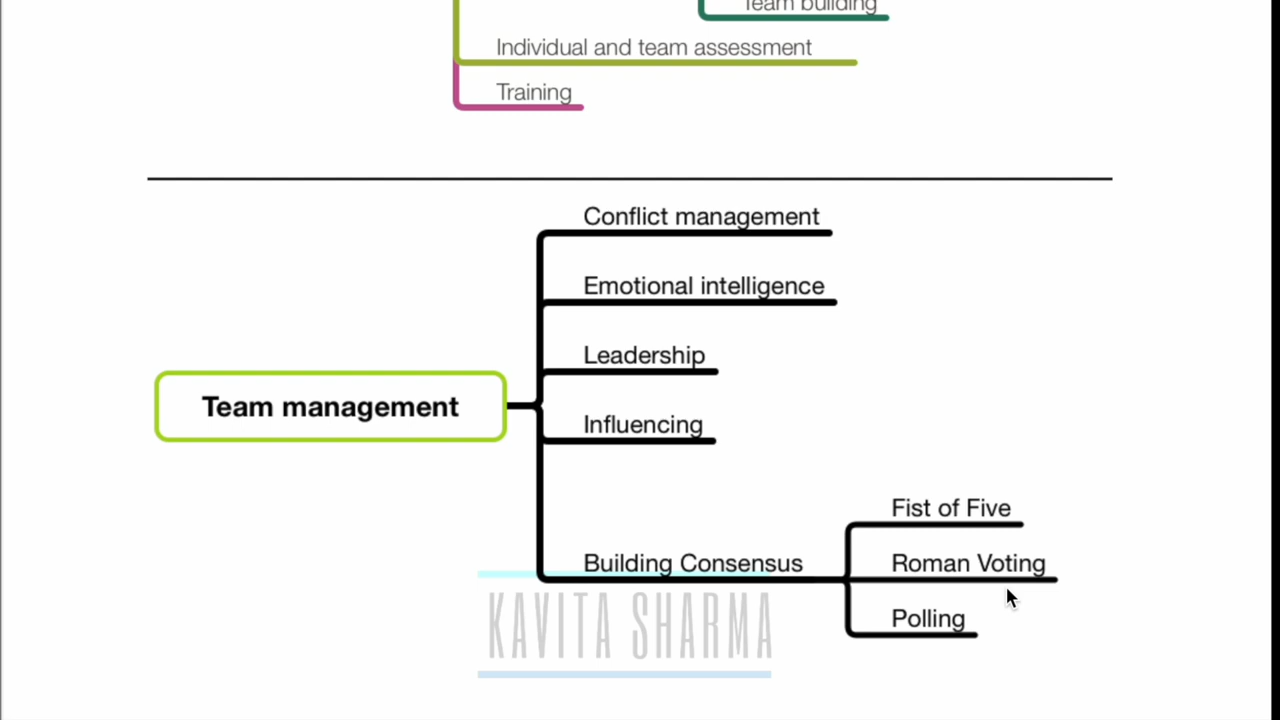 Team building
Individual and team assessment
Training
Conflict management
Emotional intelligence
Leadership
Team management
Influencing
Fist of Five
Building Consensus
Roman Voting
Polling
KAVITA SHARMA